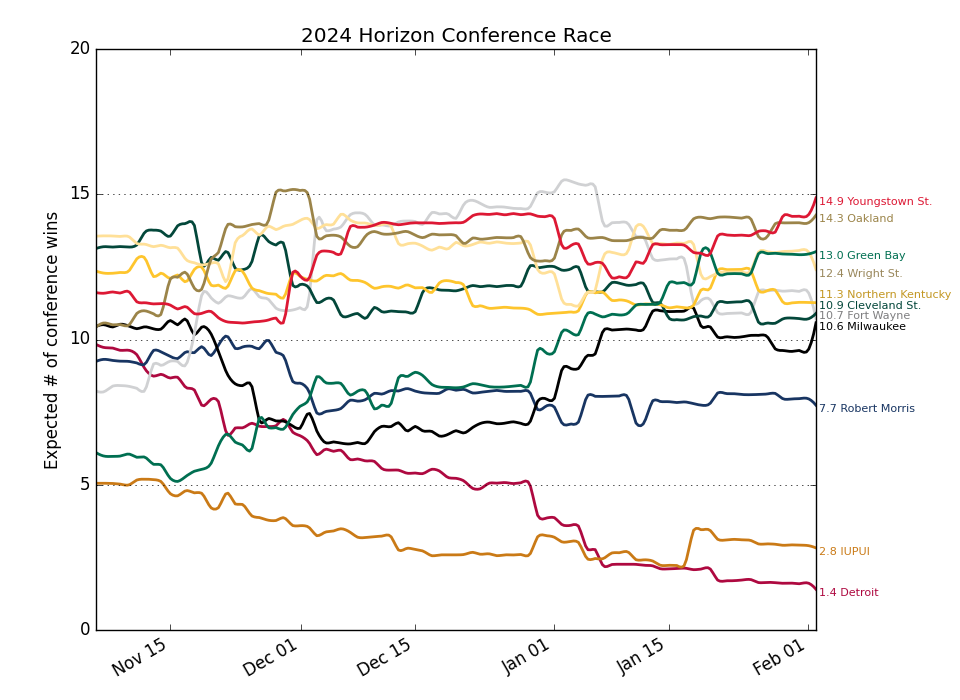 2024 Horizon Conference Race
Expected # of conference wins
20
15
10
5
0
14.9 Youngstown St.
14.3 Oakland
13.0 Green Bay
12.4 Wright St.
11.3 Northern Kentucky
10.9 Cleveland St.
10.7 Fort Wayne
10.6 Milwaukee
7.7 Robert Morris
2.8 IUPUI
1.4 Detroit
Nov 15
Dec 01
Dec 15
Jan 01
Jan 15
Feb 01